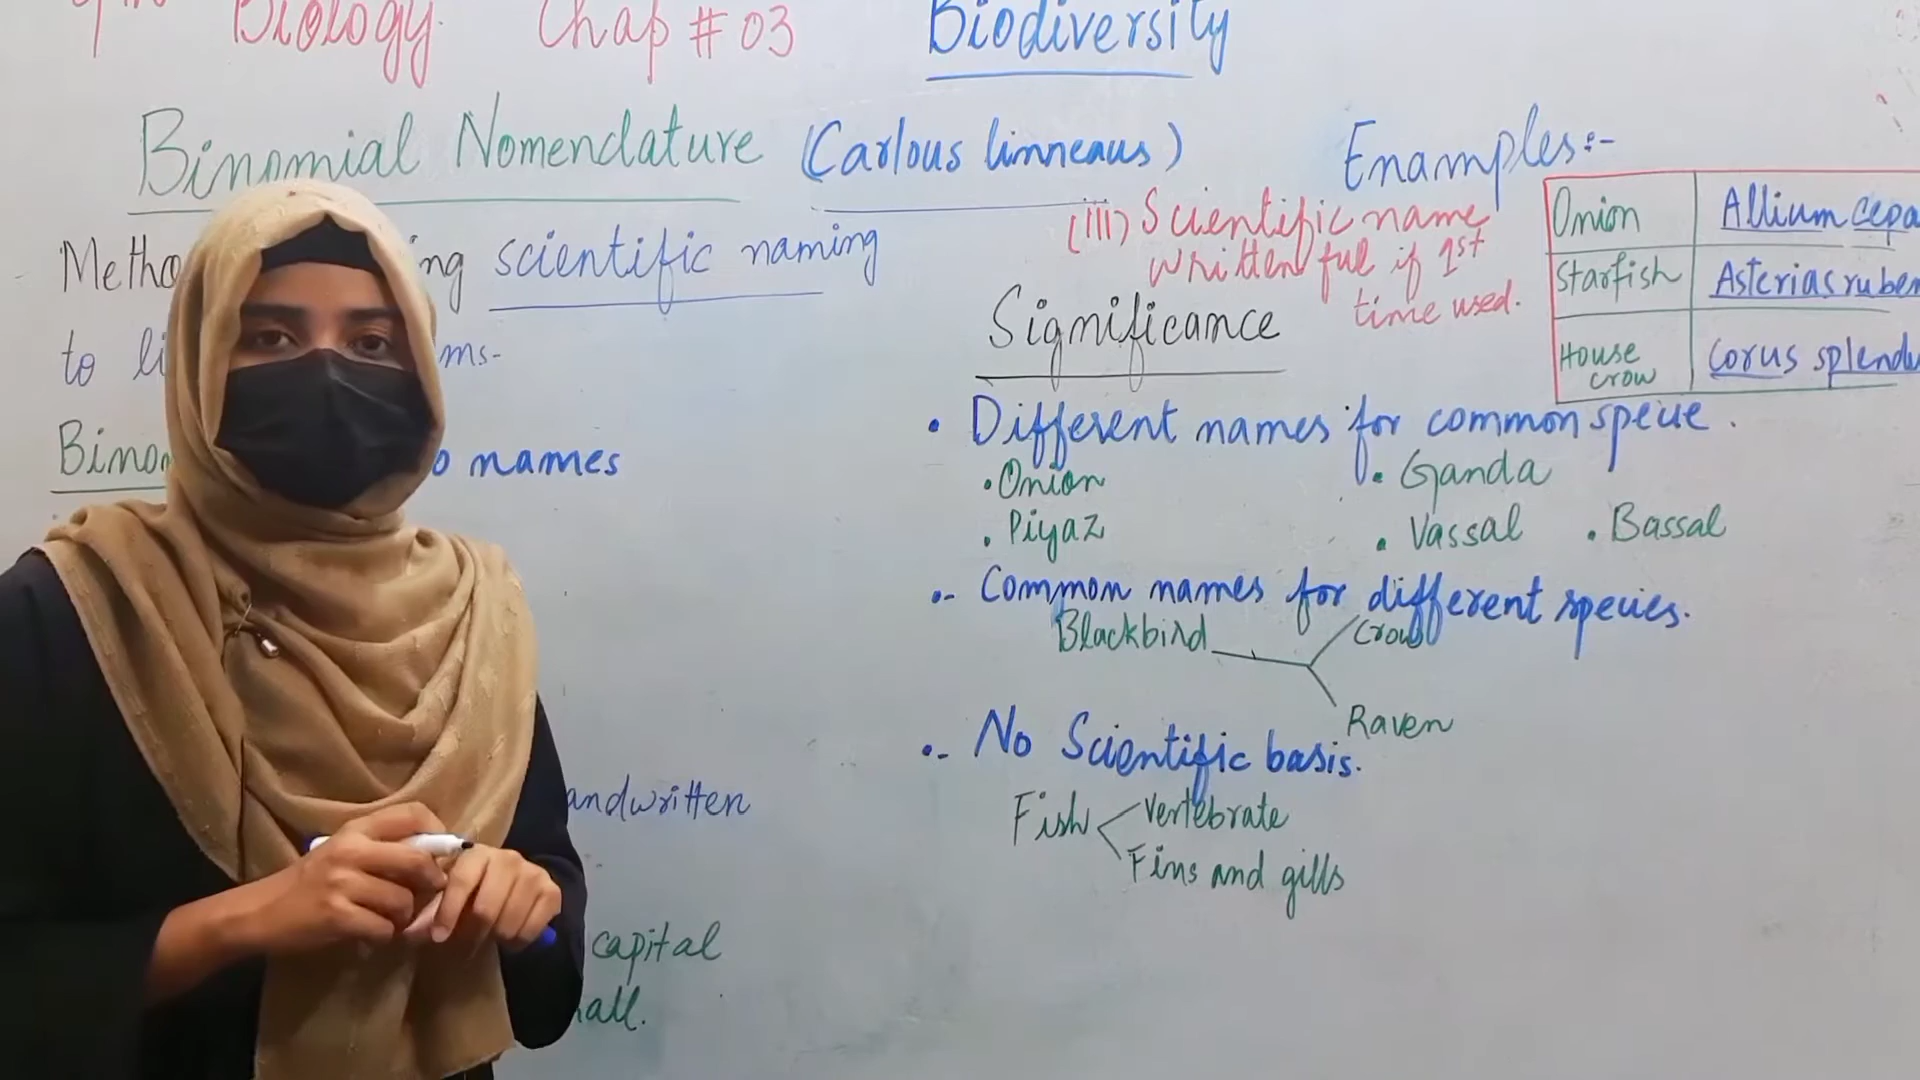 9th Biology Chap # 03 Biodiversity
Binomial Nomenclature (Carlous linneaus)
ng scientific naming
to li ms-
Bino o names
andwritten
capital
all.
(III) Scientific name
written ful if 1st
time used.
Significance
• Different names for common specie.
• Onion • Ganda
• Piyaz • Vassal • Bassal
•- Common names for different species.
Blackbird Crow
Raven
•- No Scientific basis.
Fish Vertebrate
Fins and gills
Enamples:-
Onion Allium cepa
Starfish Asterias ruben
House crow Corus splend